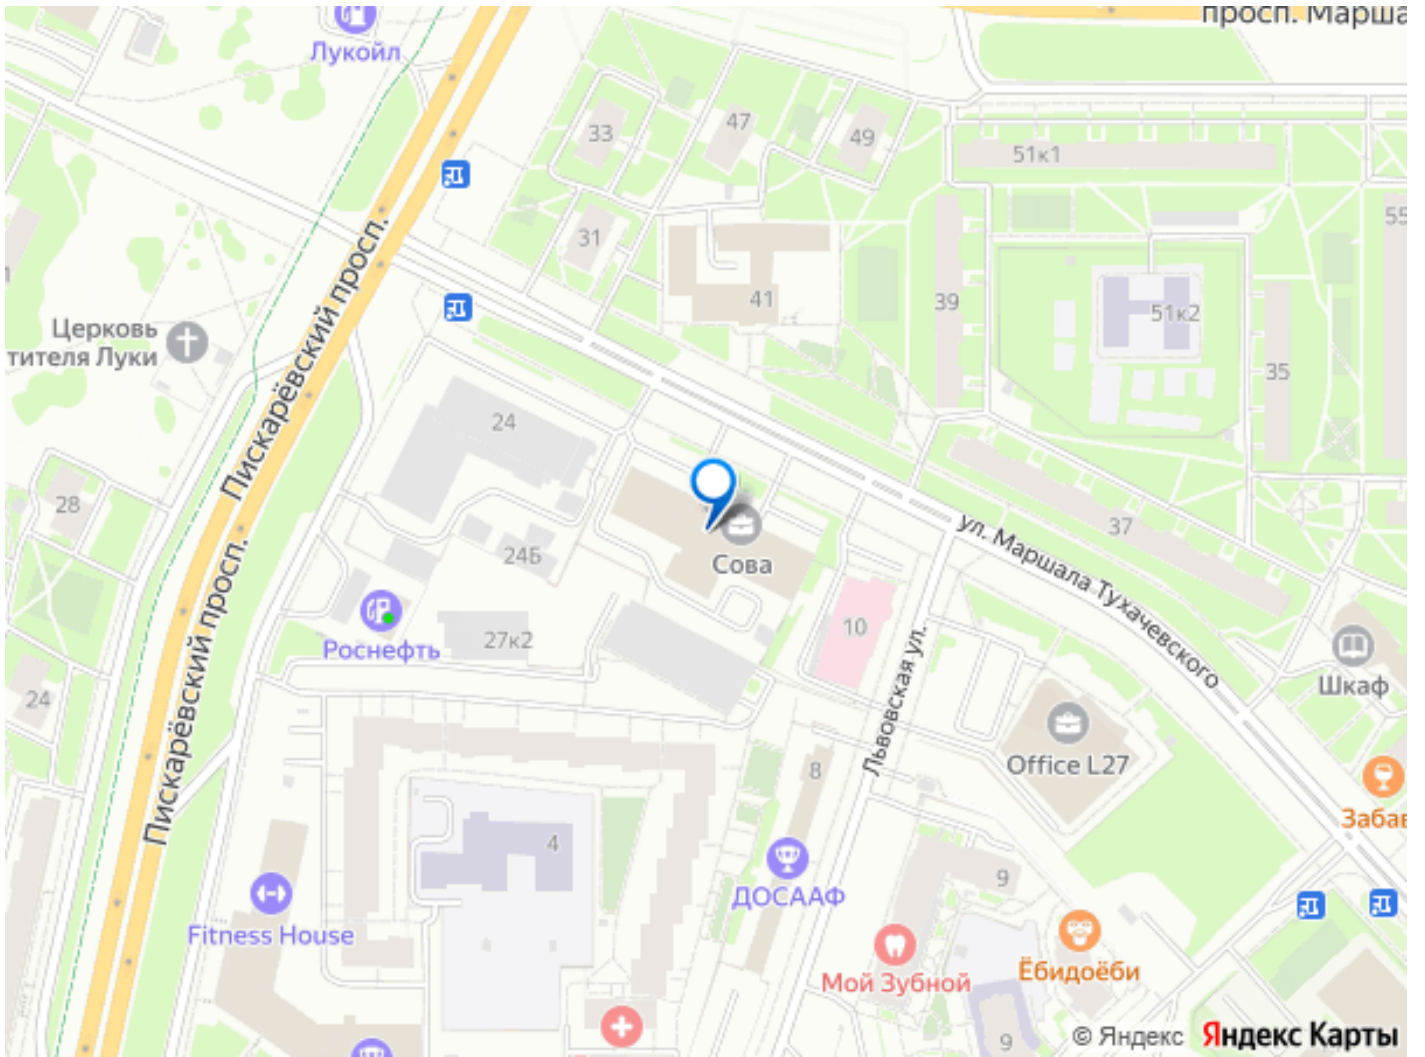 просп. Марша
Лукойл
33
47
49
51к1
55
31
41
39
51к2
35
Пискарёвский просп.
Церковь
тителя Луки
24
28
24Б
Сова
37
ул. Маршала Тухачевского
Роснефть
27к2
10
Шкаф
24
Львовская ул.
Office L27
Пискарёвский просп.
8
Забав
4
9
ДОСААФ
Fitness House
Мой Зубной
Ёбидоёби
9
© Яндекс Яндекс Карты